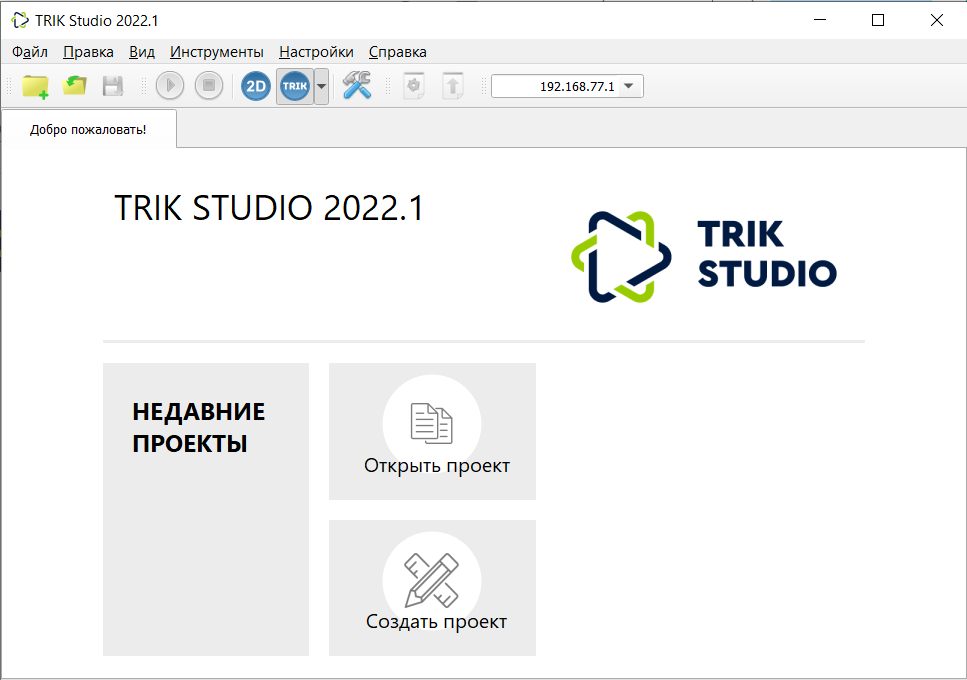 TRIK Studio 2022.1
Файл Правка Вид Инструменты Настройки Справка
2D TRIK 192.168.77.1
Добро пожаловать!
TRIK STUDIO 2022.1
TRIK
STUDIO
НЕДАВНИЕ
ПРОЕКТЫ
Открыть проект
Создать проект